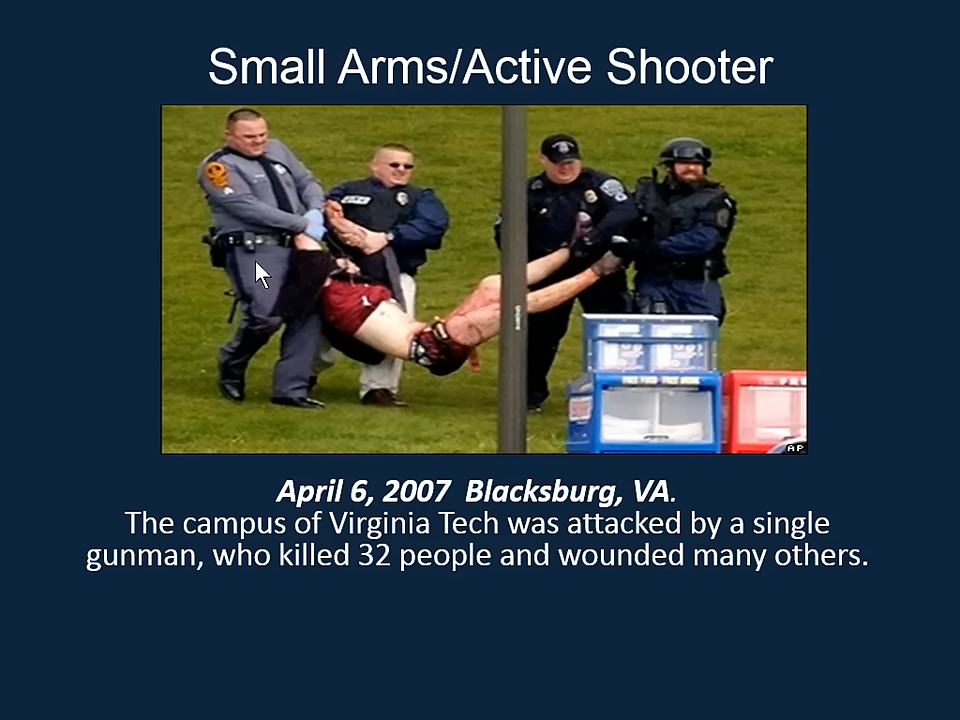 Small Arms/Active Shooter
AP
April 6, 2007 Blacksburg, VA.
The campus of Virginia Tech was attacked by a single
gunman, who killed 32 people and wounded many others.